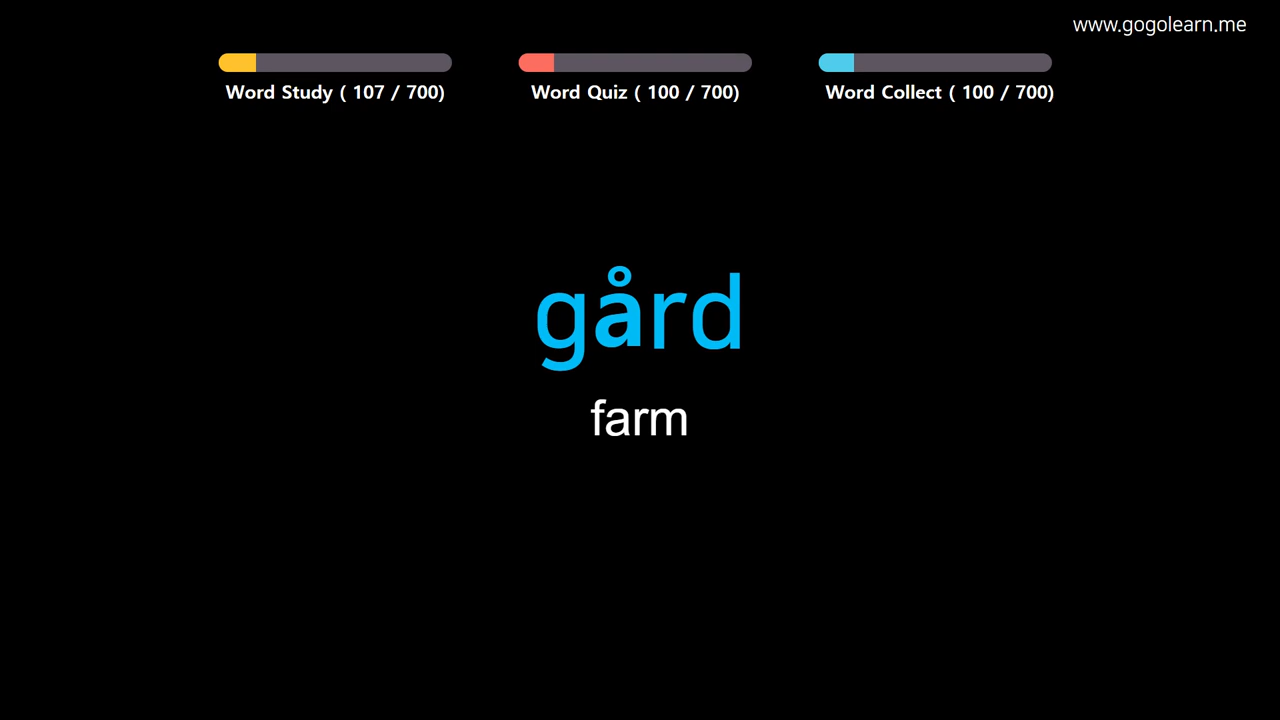 www.gogolearn.me
Word Study ( 107 / 700)
Word Quiz ( 100 / 700)
Word Collect ( 100 / 700)
gård
farm